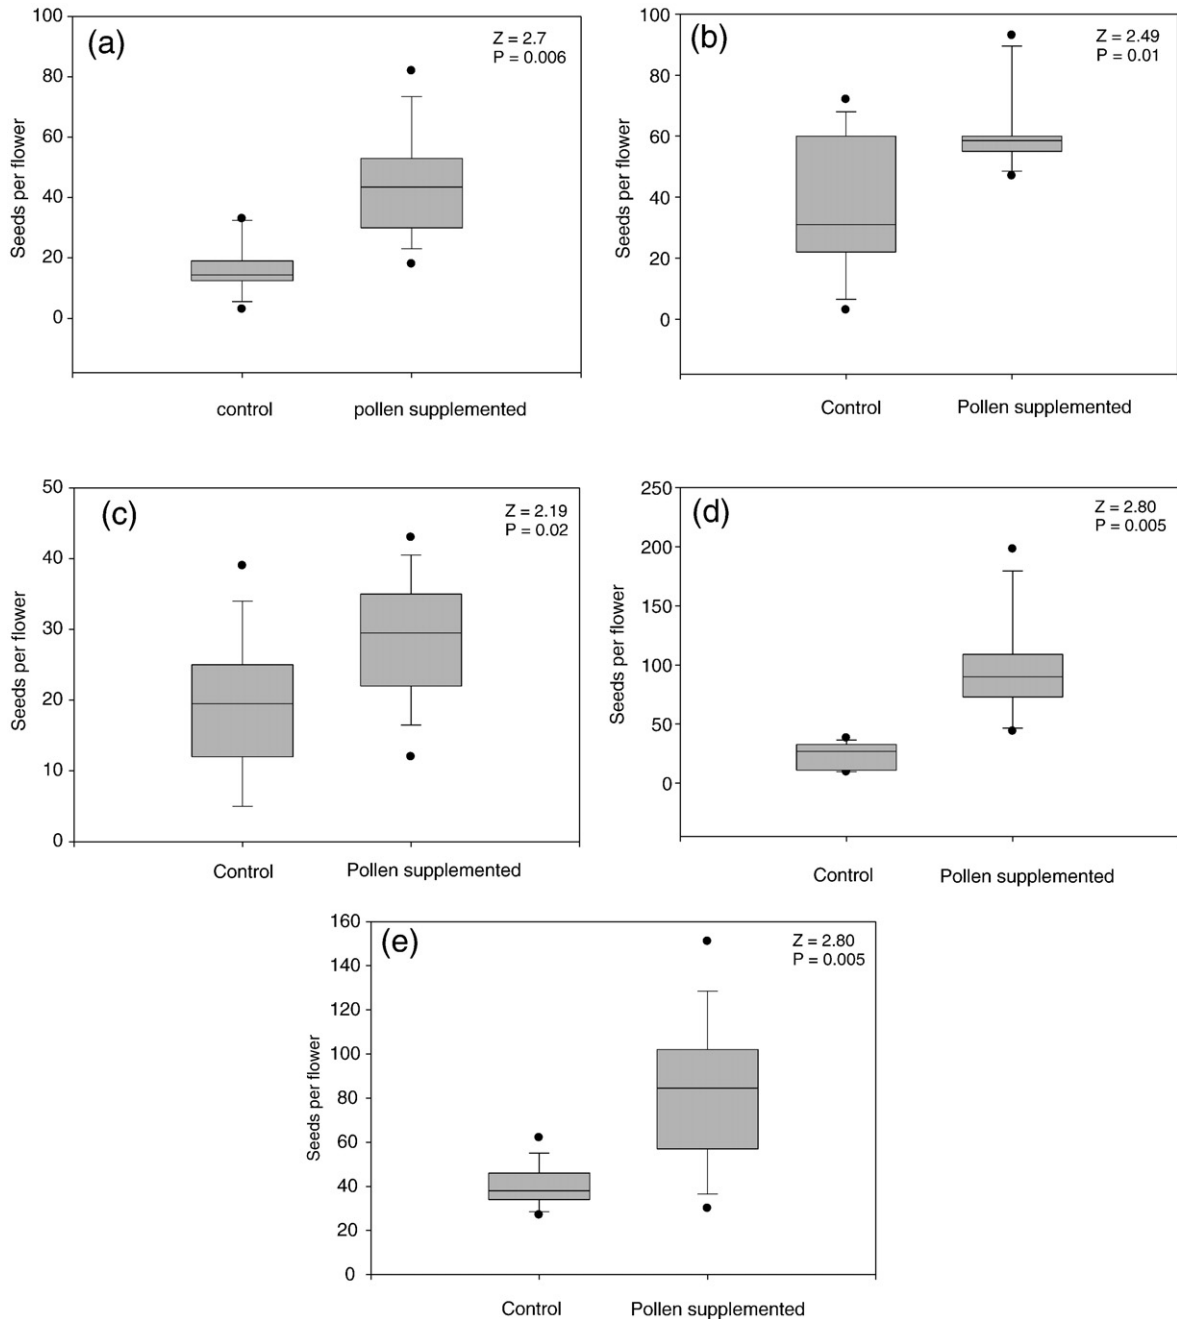 (a)
Z = 2.7
P = 0.006
Seeds per flower
100
80
60
40
20
0
control
pollen supplemented
(b)
Z = 2.49
P = 0.01
Seeds per flower
100
80
60
40
20
0
Control
Pollen supplemented
(c)
Z = 2.19
P = 0.02
Seeds per flower
50
40
30
20
10
0
Control
Pollen supplemented
(d)
Z = 2.80
P = 0.005
Seeds per flower
250
200
150
100
50
0
Control
Pollen supplemented
(e)
Z = 2.80
P = 0.005
Seeds per flower
160
140
120
100
80
60
40
20
0
Control
Pollen supplemented